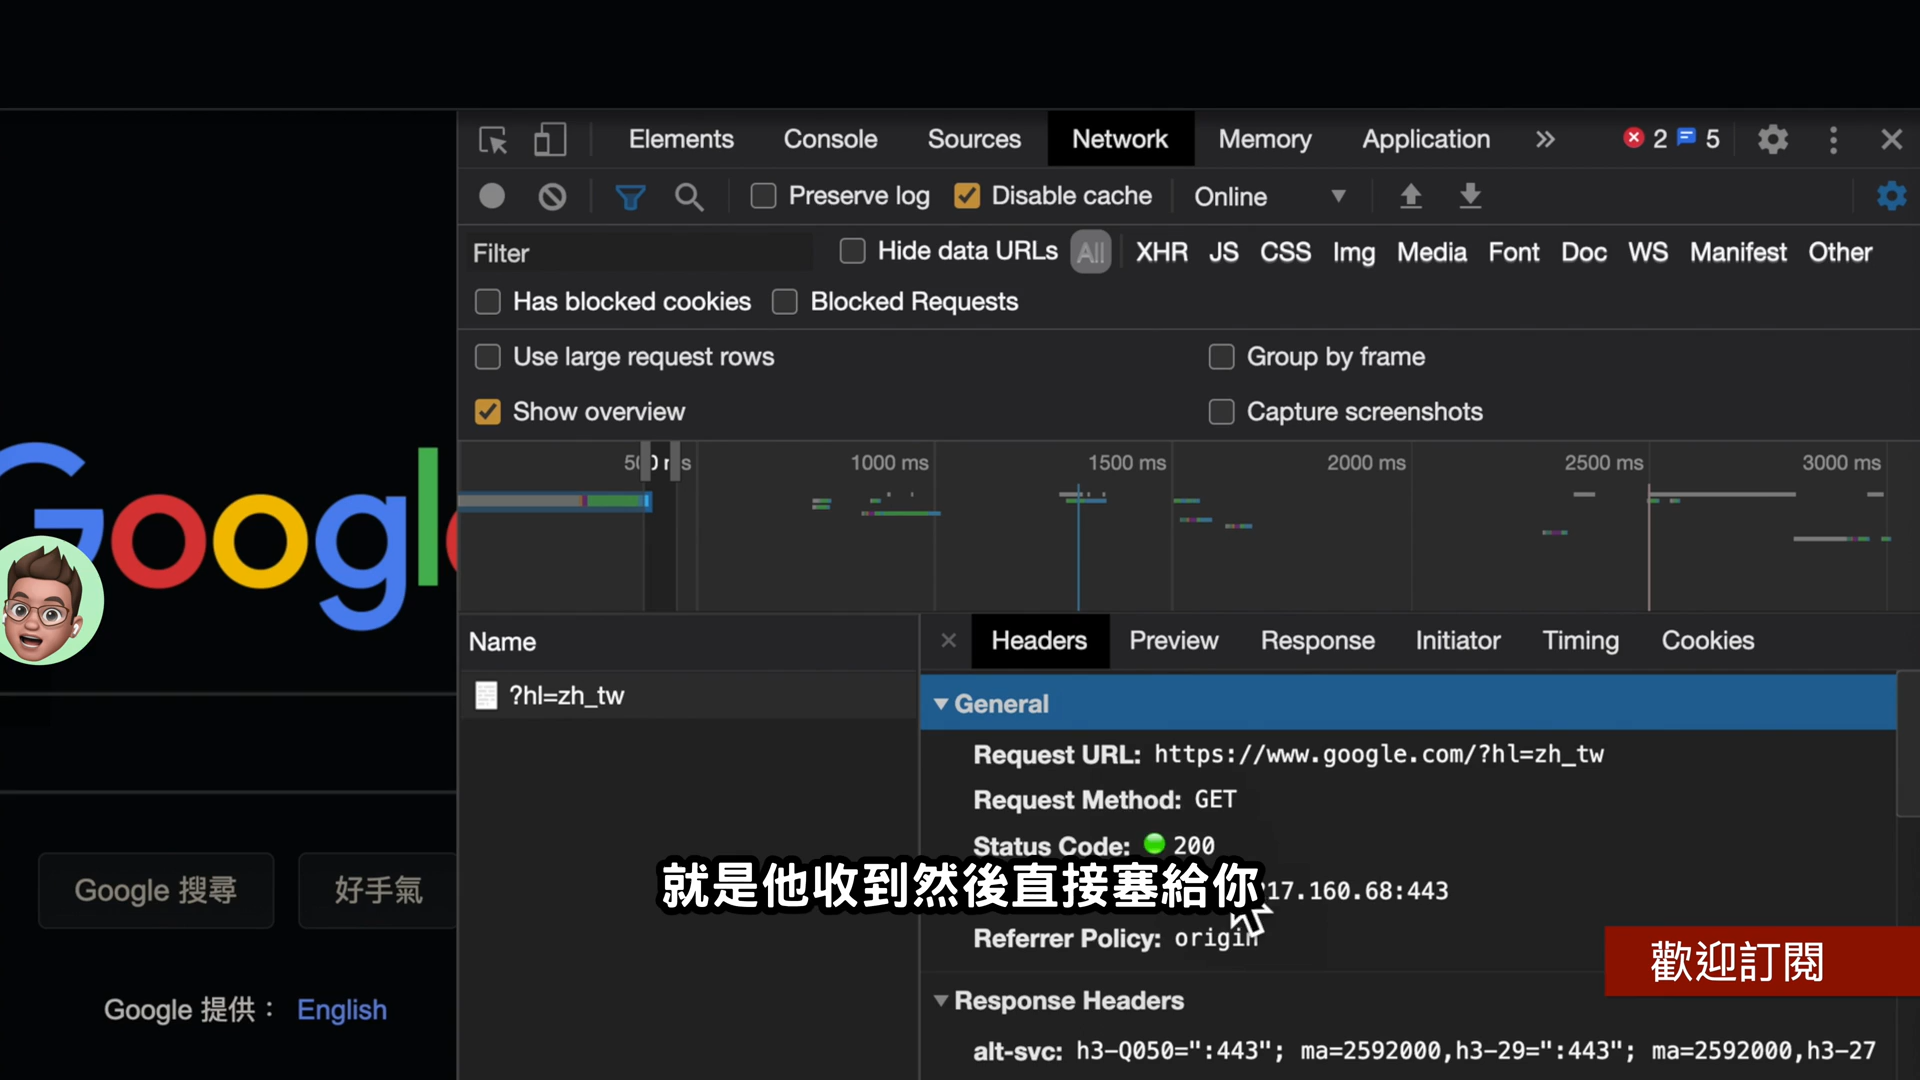 Elements Console Sources Network Memory Application 2 5
Preserve log Disable cache Online
Filter Hide data URLs All XHR JS CSS Img Media Font Doc WS Manifest Other
Has blocked cookies Blocked Requests
Use large request rows Group by frame
Show overview Capture screenshots
1000 ms 1500 ms 2000 ms 2500 ms 3000 ms
Googl
Name
Headers Preview Response Initiator Timing Cookies
?hl=zh_tw
General
Request URL: https://www.google.com/?hl=zh_tw
Request Method: GET
Status Code: 200
Google 搜尋 好手氣
就是他收到然後直接塞給你
17.160.68:443
Referrer Policy: origin
歡迎訂閱
Google 提供： English
Response Headers
alt-svc: h3-Q050=":443"; ma=2592000,h3-29=":443"; ma=2592000,h3-27